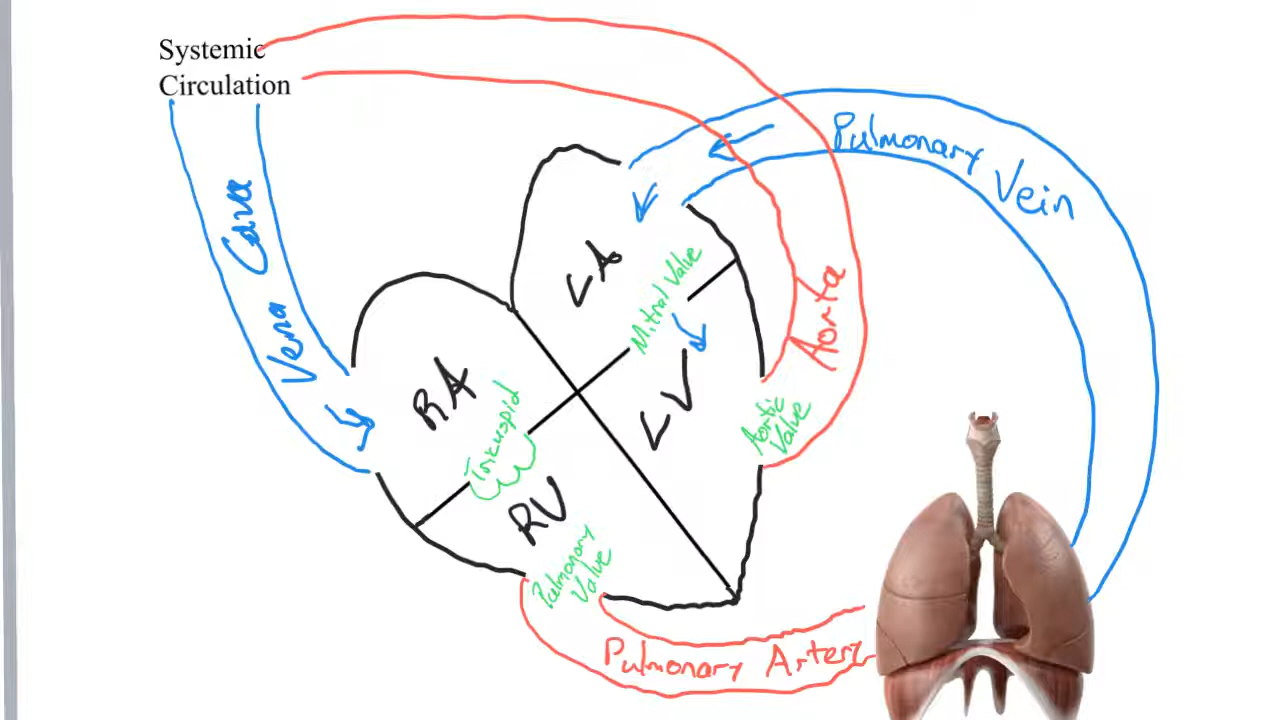 Systemic
Circulation
Pulmonary Vein
Vena Cava
LA
Mitral Valve
Aorta
RA
LV
Tricuspid
Aortic
Valve
RV
Pulmonary
Valve
Pulmonary Artery